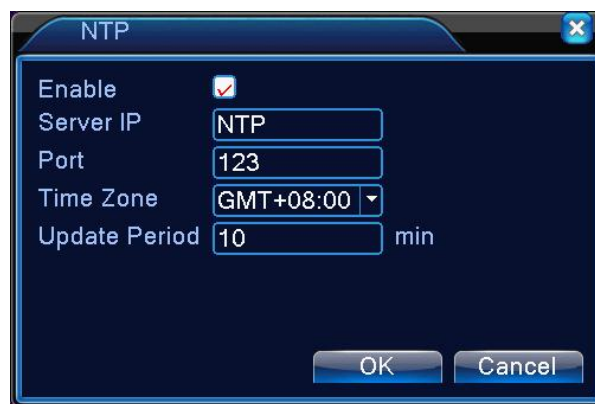 NTP
Enable
Server IP NTP
Port 123
Time Zone GMT+08:00
Update Period 10 min
OK Cancel